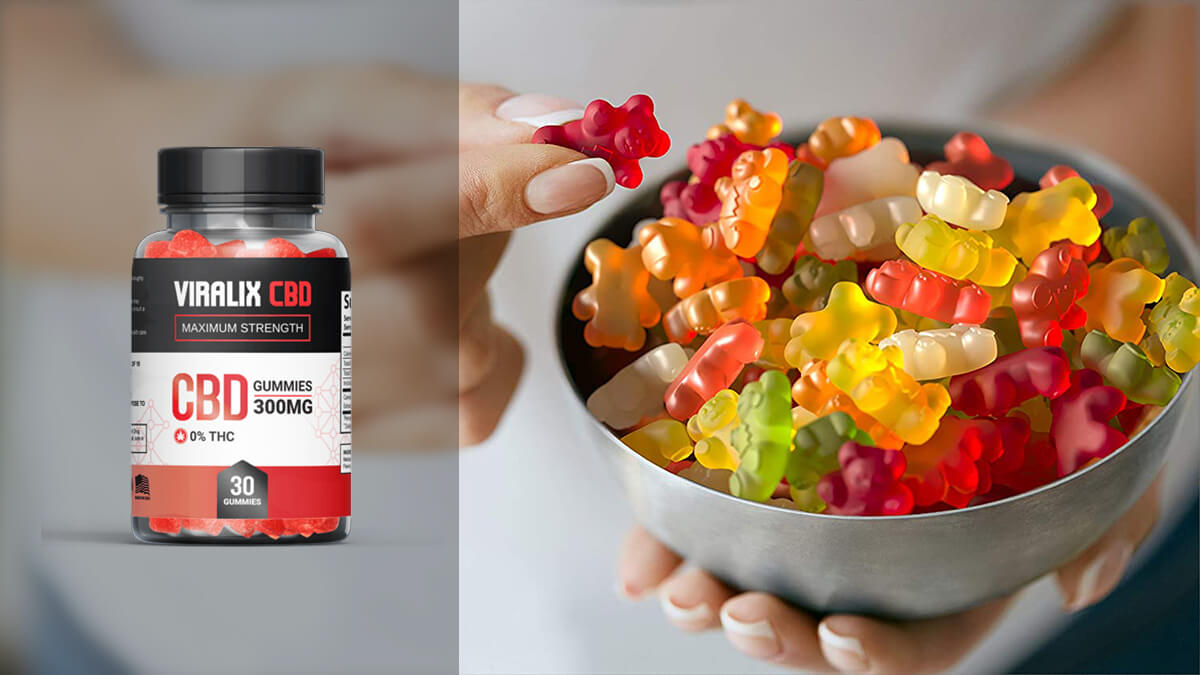 VIRALIX CBD
MAXIMUM STRENGTH
CBD GUMMIES
300MG
0% THC
30
GUMMIES